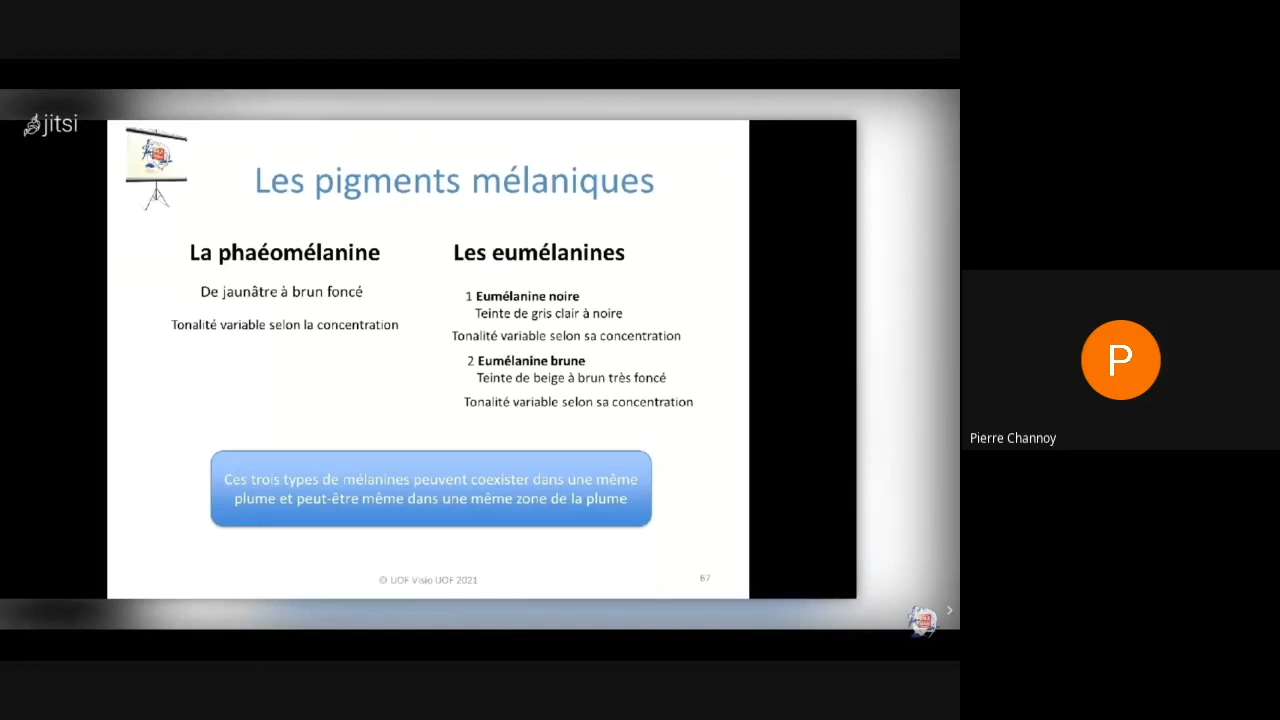 jitsi
Les pigments mélaniques
La phaéomélanine
De jaunâtre à brun foncé
Tonalité variable selon la concentration
Les eumélanines
1 Eumélanine noire
Teinte de gris clair à noire
Tonalité variable selon sa concentration
2 Eumélanine brune
Teinte de beige à brun très foncé
Tonalité variable selon sa concentration
Ces trois types de mélanines peuvent coexister dans une même
plume et peut-être même dans une même zone de la plume
© UOF Visio UOF 2021
67
P
Pierre Channoy